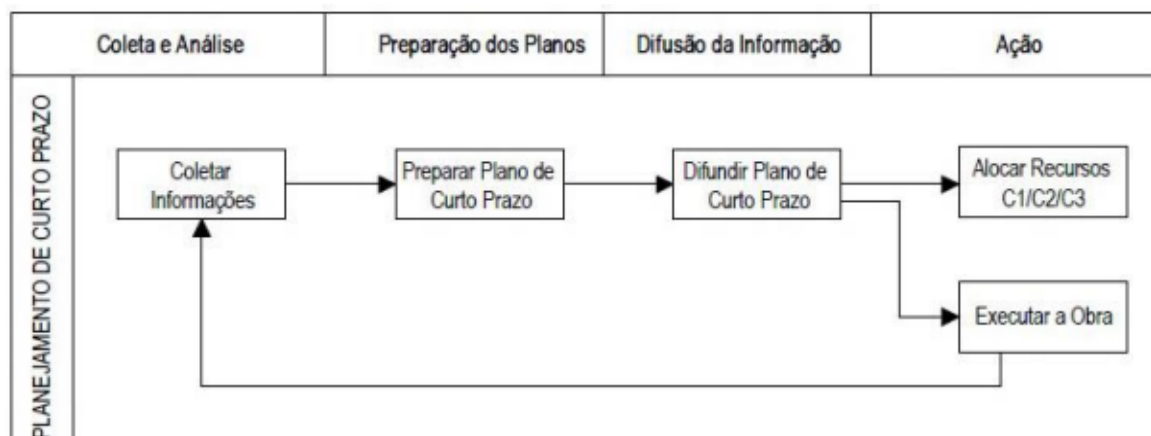 Coleta e Análise
Preparação dos Planos
Difusão da Informação
Ação
PLANEJAMENTO DE CURTO PRAZO
Coletar
Informações
Preparar Plano de
Curto Prazo
Difundir Plano de
Curto Prazo
Alocar Recursos
C1/C2/C3
Executar a Obra